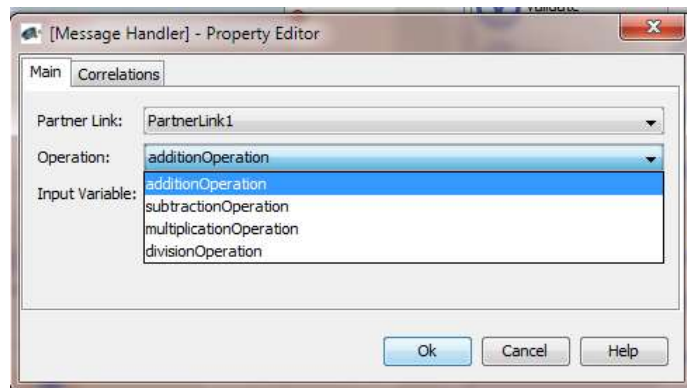 Validate
[Message Handler] - Property Editor
Main Correlations
Partner Link: PartnerLink1
Operation: additionOperation
Input Variable: additionOperation
subtractionOperation
multiplicationOperation
divisionOperation
Ok Cancel Help